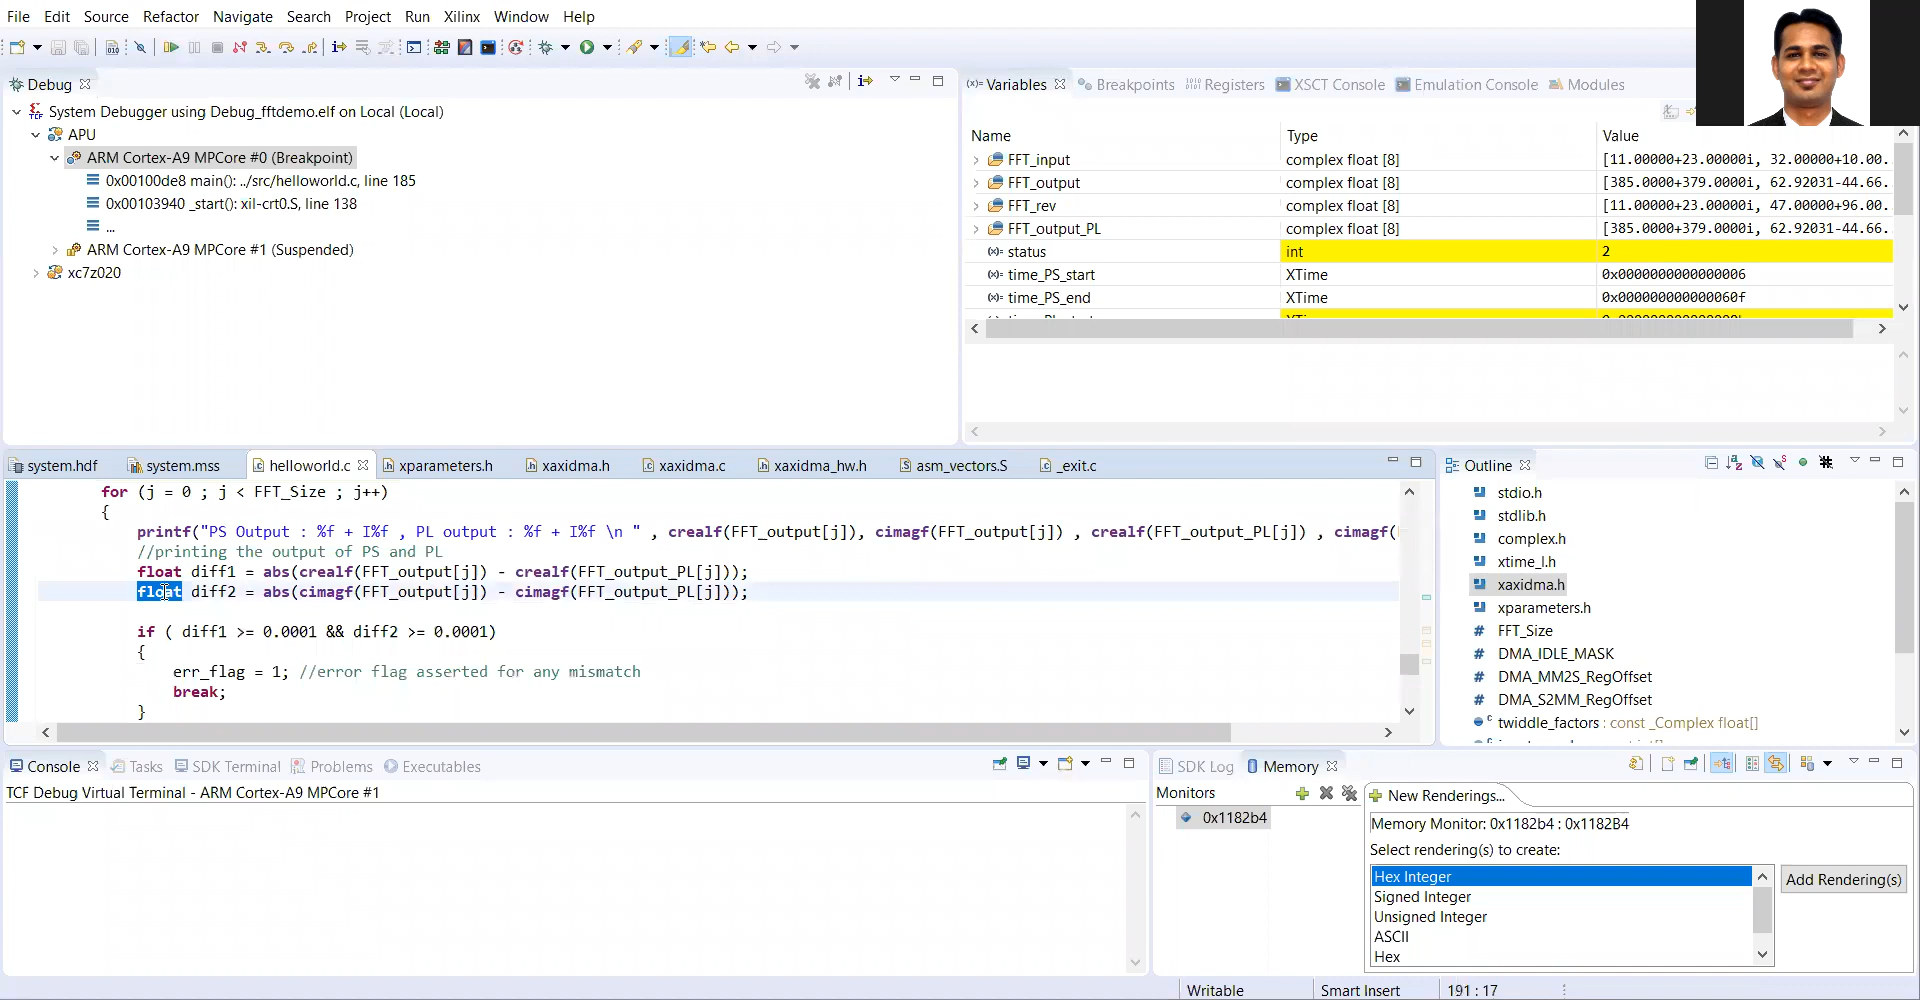 File Edit Source Refactor Navigate Search Project Run Xilinx Window Help
Debug
System Debugger using Debug_fftdemo.elf on Local (Local)
APU
ARM Cortex-A9 MPCore #0 (Breakpoint)
0x00100de8 main(): ../src/helloworld.c, line 185
0x00103940 _start(): xil-crt0.S, line 138
...
ARM Cortex-A9 MPCore #1 (Suspended)
xc7z020
Variables Breakpoints Registers XSCT Console Emulation Console Modules
Name Type Value
FFT_input complex float [8] [11.00000+23.00000i, 32.00000+10.00..
FFT_output complex float [8] [385.0000+379.0000i, 62.92031-44.66.
FFT_rev complex float [8] [11.00000+23.00000i, 47.00000+96.00..
FFT_output_PL complex float [8] [385.0000+379.0000i, 62.92031-44.66.
status int 2
time_PS_start XTime 0x0000000000000006
time_PS_end XTime 0x000000000000060f
system.hdf system.mss helloworld.c xparameters.h xaxidma.h xaxidma.c xaxidma_hw.h asm_vectors.S _exit.c
for (j = 0 ; j < FFT_Size ; j++)
{
printf("PS Output : %f + I%f , PL output : %f + I%f \n " , crealf(FFT_output[j]), cimagf(FFT_output[j]) , crealf(FFT_output_PL[j]) , cimagf(
//printing the output of PS and PL
float diff1 = abs(crealf(FFT_output[j]) - crealf(FFT_output_PL[j]));
float diff2 = abs(cimagf(FFT_output[j]) - cimagf(FFT_output_PL[j]));
if ( diff1 >= 0.0001 && diff2 >= 0.0001)
{
err_flag = 1; //error flag asserted for any mismatch
break;
}
Outline
stdio.h
stdlib.h
complex.h
xtime_l.h
xaxidma.h
xparameters.h
FFT_Size
DMA_IDLE_MASK
DMA_MM2S_RegOffset
DMA_S2MM_RegOffset
twiddle_factors : const _Complex float[]
Console Tasks SDK Terminal Problems Executables
TCF Debug Virtual Terminal - ARM Cortex-A9 MPCore #1
SDK Log Memory
Monitors
0x1182b4
New Renderings...
Memory Monitor: 0x1182b4 : 0x1182B4
Select rendering(s) to create:
Hex Integer
Signed Integer
Unsigned Integer
ASCII
Hex
Add Rendering(s)
Writable Smart Insert 191 : 17